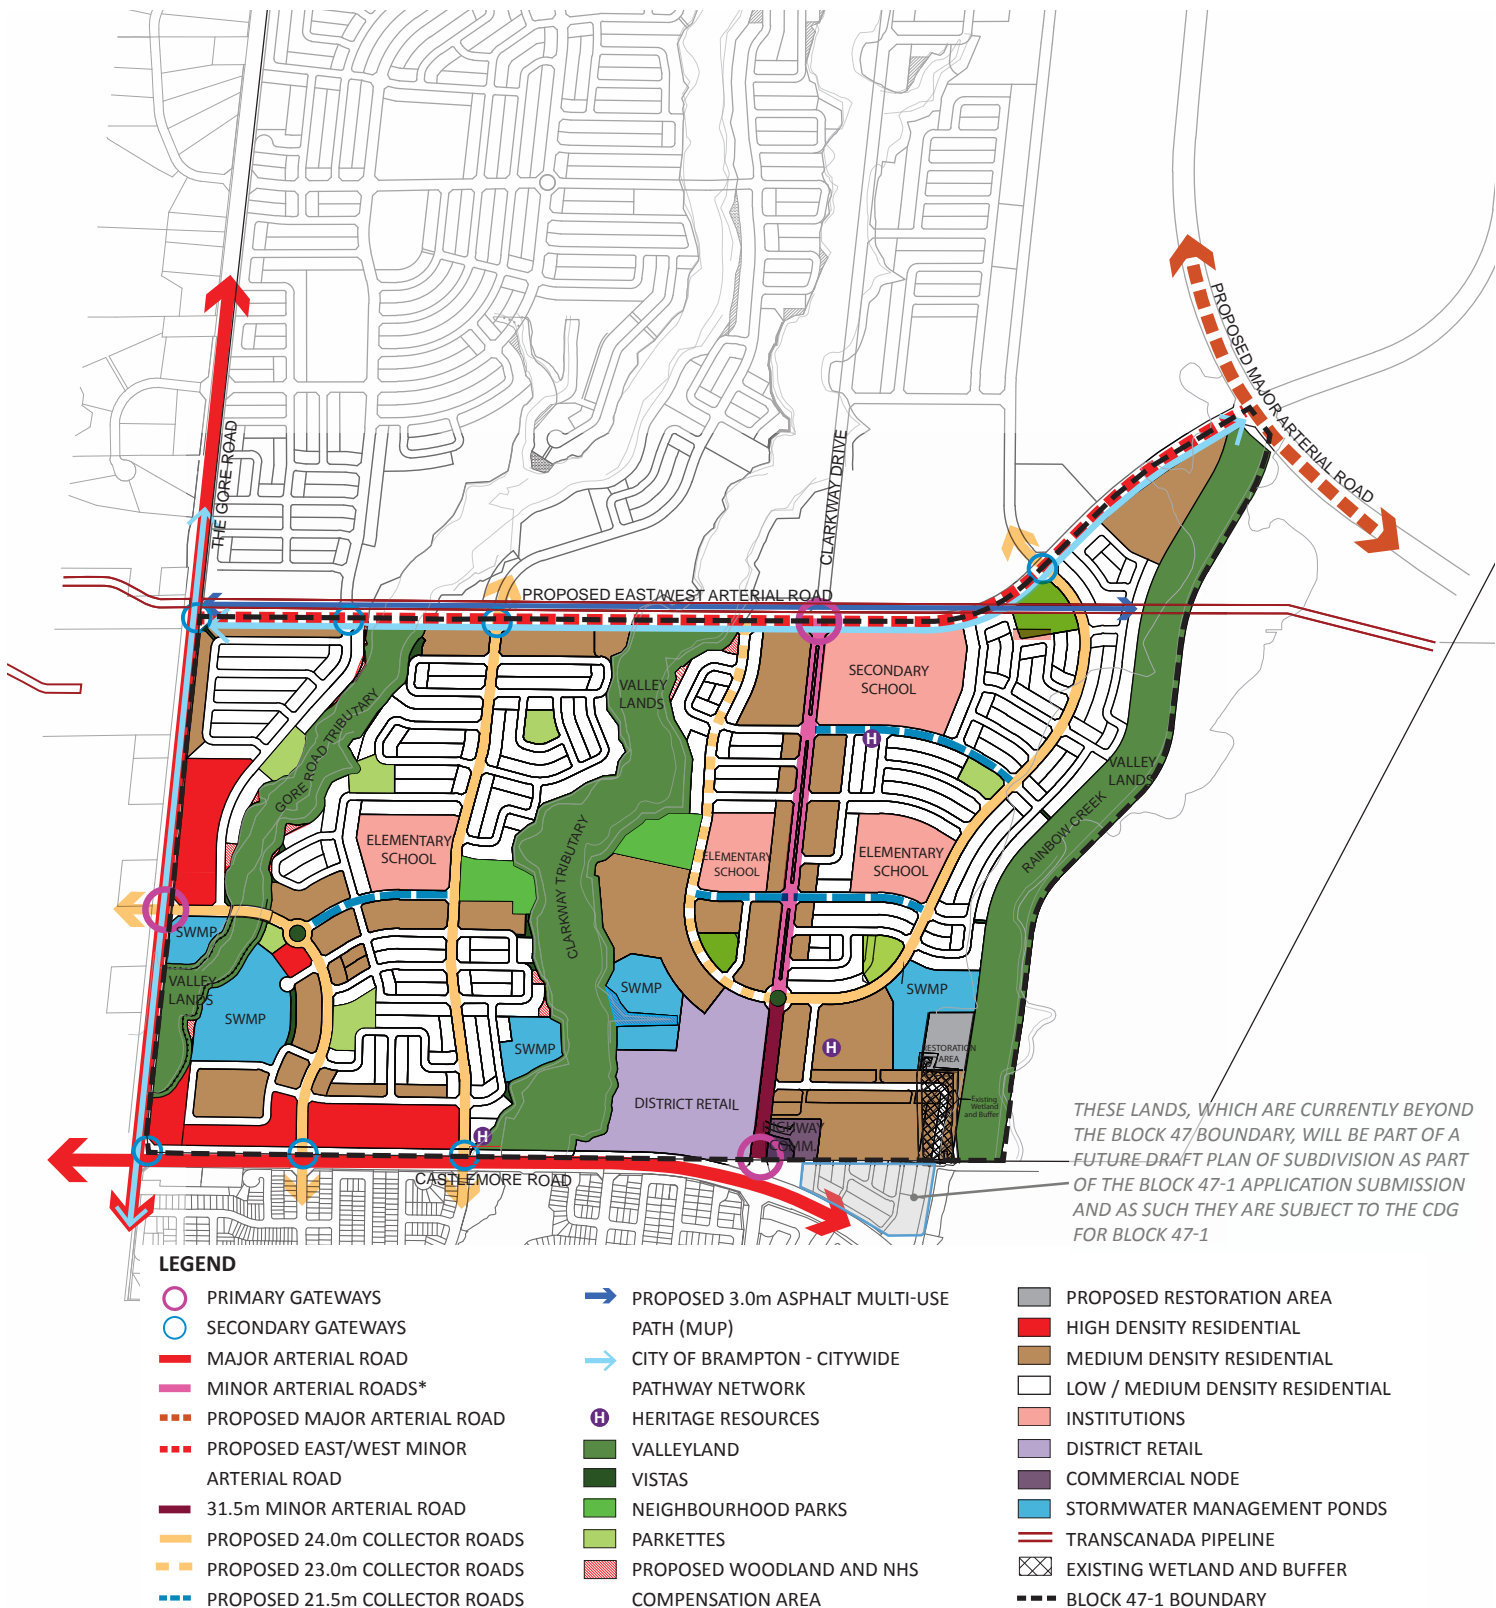 PROPOSED MAJOR ARTERIAL ROAD
THE GORE ROAD
CLARKWAY DRIVE
PROPOSED EAST/WEST ARTERIAL ROAD
SECONDARY
SCHOOL
VALLEY
LANDS
GORE ROAD TRIBUTARY
H
VALLEY
LANDS
RAINBOW CREEK
ELEMENTARY
SCHOOL
ELEMENTARY
SCHOOL
ELEMENTARY
SCHOOL
CLARKWAY TRIBUTARY
SWMP
VALLEY
LANDS
SWMP
SWMP
SWMP
SWMP
H
RESTORATION
AREA
Existing
Wetland
and Buffer
DISTRICT RETAIL
HIGHWAY
COMM.
H
CASTLEMORE ROAD
THESE LANDS, WHICH ARE CURRENTLY BEYOND
THE BLOCK 47 BOUNDARY, WILL BE PART OF A
FUTURE DRAFT PLAN OF SUBDIVISION AS PART
OF THE BLOCK 47-1 APPLICATION SUBMISSION
AND AS SUCH THEY ARE SUBJECT TO THE CDG
FOR BLOCK 47-1
LEGEND
PRIMARY GATEWAYS
SECONDARY GATEWAYS
MAJOR ARTERIAL ROAD
MINOR ARTERIAL ROADS*
PROPOSED MAJOR ARTERIAL ROAD
PROPOSED EAST/WEST MINOR
ARTERIAL ROAD
31.5m MINOR ARTERIAL ROAD
PROPOSED 24.0m COLLECTOR ROADS
PROPOSED 23.0m COLLECTOR ROADS
PROPOSED 21.5m COLLECTOR ROADS
PROPOSED 3.0m ASPHALT MULTI-USE
PATH (MUP)
CITY OF BRAMPTON - CITYWIDE
PATHWAY NETWORK
H HERITAGE RESOURCES
VALLEYLAND
VISTAS
NEIGHBOURHOOD PARKS
PARKETTES
PROPOSED WOODLAND AND NHS
COMPENSATION AREA
PROPOSED RESTORATION AREA
HIGH DENSITY RESIDENTIAL
MEDIUM DENSITY RESIDENTIAL
LOW / MEDIUM DENSITY RESIDENTIAL
INSTITUTIONS
DISTRICT RETAIL
COMMERCIAL NODE
STORMWATER MANAGEMENT PONDS
TRANSCANADA PIPELINE
EXISTING WETLAND AND BUFFER
BLOCK 47-1 BOUNDARY